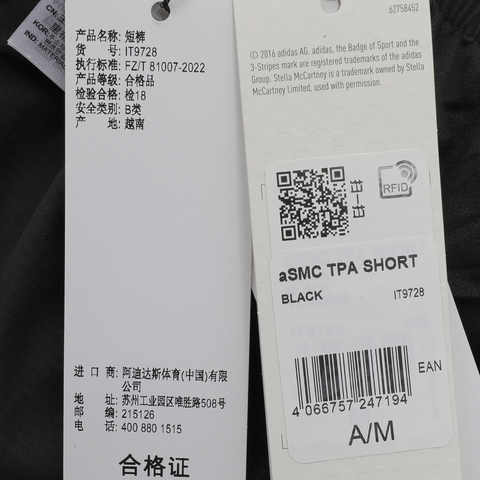 产品名称: 短裤
货 号: IT9728
执行标准: FZ/T 81007-2022
产品等级: 合格品
检验合格: 检18
安全类别: B类
产 地: 越南
进 口 商: 阿迪达斯体育(中国)有限
公司
地 址: 苏州工业园区唯胜路508号
邮 编: 215126
电 话: 400 880 1515
合格证
62758452
© 2016 adidas AG. adidas, the Badge of Sport and the
3-Stripes mark are registered trademarks of the adidas
Group. Stella McCartney is a trademark owned by Stella
McCartney Limited, used with permission.
RFID
aSMC TPA SHORT
BLACK IT9728
EAN
4 066757 247194
A/M